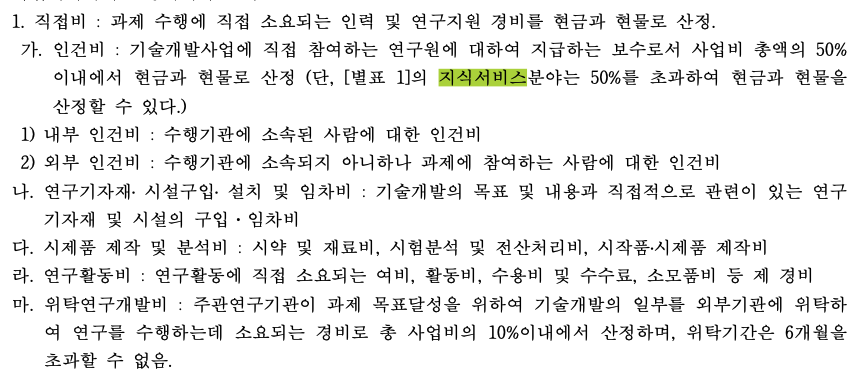 1. 직접비 : 과제 수행에 직접 소요되는 인력 및 연구지원 경비를 현금과 현물로 산정.
가. 인건비 : 기술개발사업에 직접 참여하는 연구원에 대하여 지급하는 보수로서 사업비 총액의 50%
이내에서 현금과 현물로 산정 (단, [별표 1]의 지식서비스분야는 50%를 초과하여 현금과 현물을
산정할 수 있다.)
1) 내부 인건비 : 수행기관에 소속된 사람에 대한 인건비
2) 외부 인건비 : 수행기관에 소속되지 아니하나 과제에 참여하는 사람에 대한 인건비
나. 연구기자재· 시설구입· 설치 및 임차비 : 기술개발의 목표 및 내용과 직접적으로 관련이 있는 연구
기자재 및 시설의 구입·임차비
다. 시제품 제작 및 분석비 : 시약 및 재료비, 시험분석 및 전산처리비, 시작품·시제품 제작비
라. 연구활동비 : 연구활동에 직접 소요되는 여비, 활동비, 수용비 및 수수료, 소모품비 등 제 경비
마. 위탁연구개발비 : 주관연구기관이 과제 목표달성을 위하여 기술개발의 일부를 외부기관에 위탁하
여 연구를 수행하는데 소요되는 경비로 총 사업비의 10%이내에서 산정하며, 위탁기간은 6개월을
초과할 수 없음.